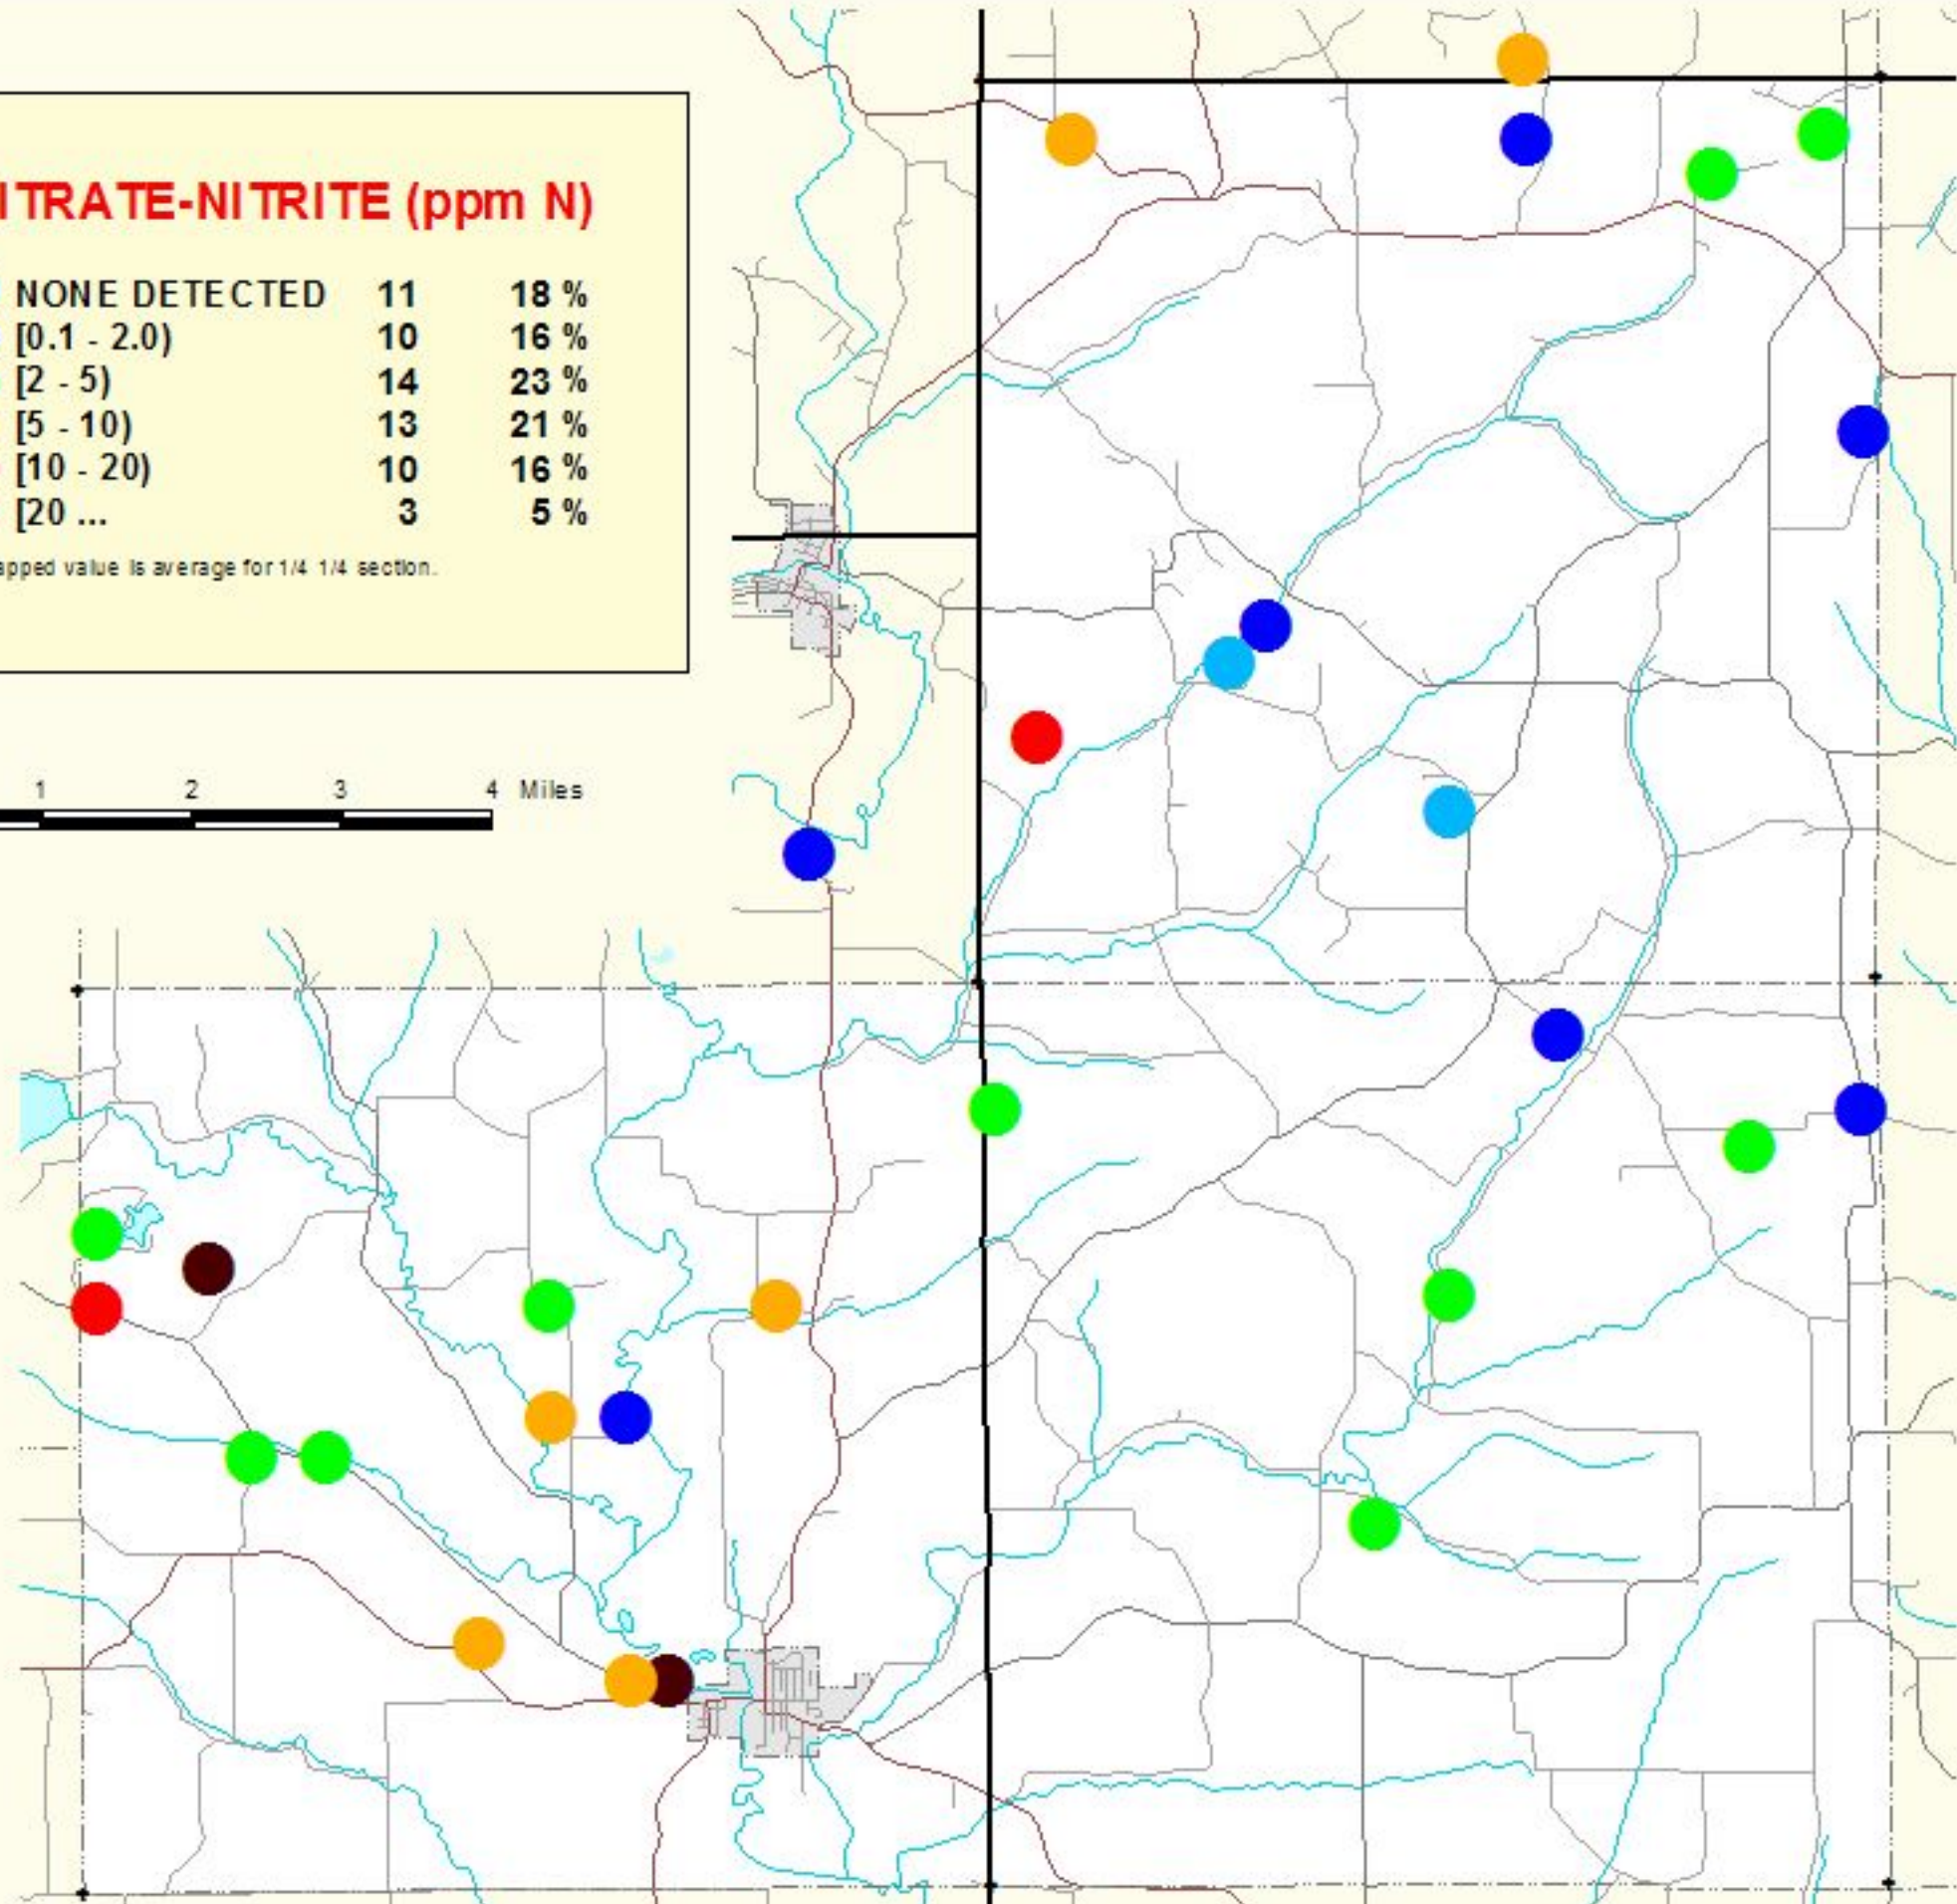 ITRATE-NITRITE (ppm N)
NONE DETECTED 11 18 %
[0.1 - 2.0) 10 16 %
[2 - 5) 14 23 %
[5 - 10) 13 21 %
[10 - 20) 10 16 %
[20 ... 3 5 %
apped value is average for 1/4 1/4 section.
1 2 3 4 Miles